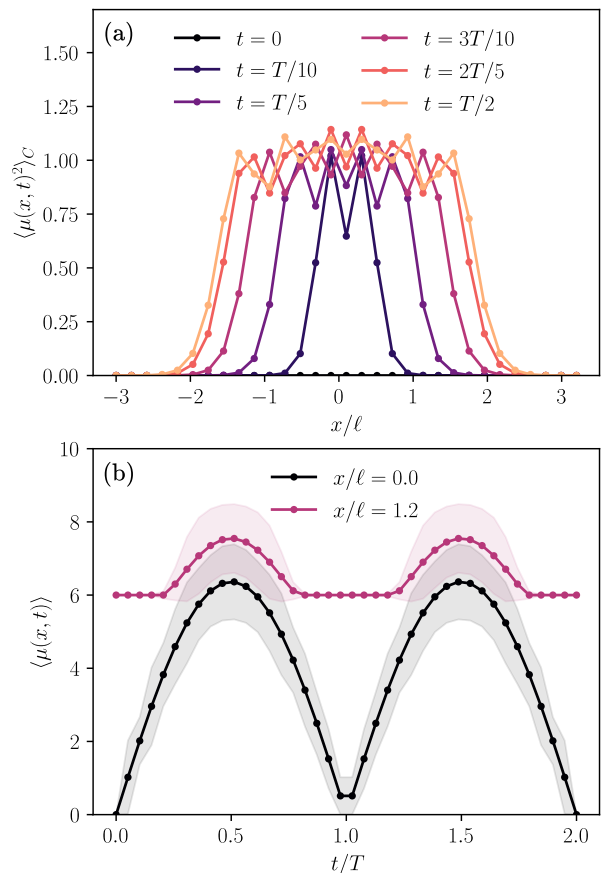 (a)
t = 0
t = T/10
t = T/5
t = 3T/10
t = 2T/5
t = T/2
1.50
1.25
1.00
0.75
0.50
0.25
0.00
⟨μ(x, t)²⟩_C
−3 −2 −1 0 1 2 3
x/ℓ
(b)
x/ℓ = 0.0
x/ℓ = 1.2
10
8
6
4
2
0
⟨μ(x, t)⟩
0.0 0.5 1.0 1.5 2.0
t/T